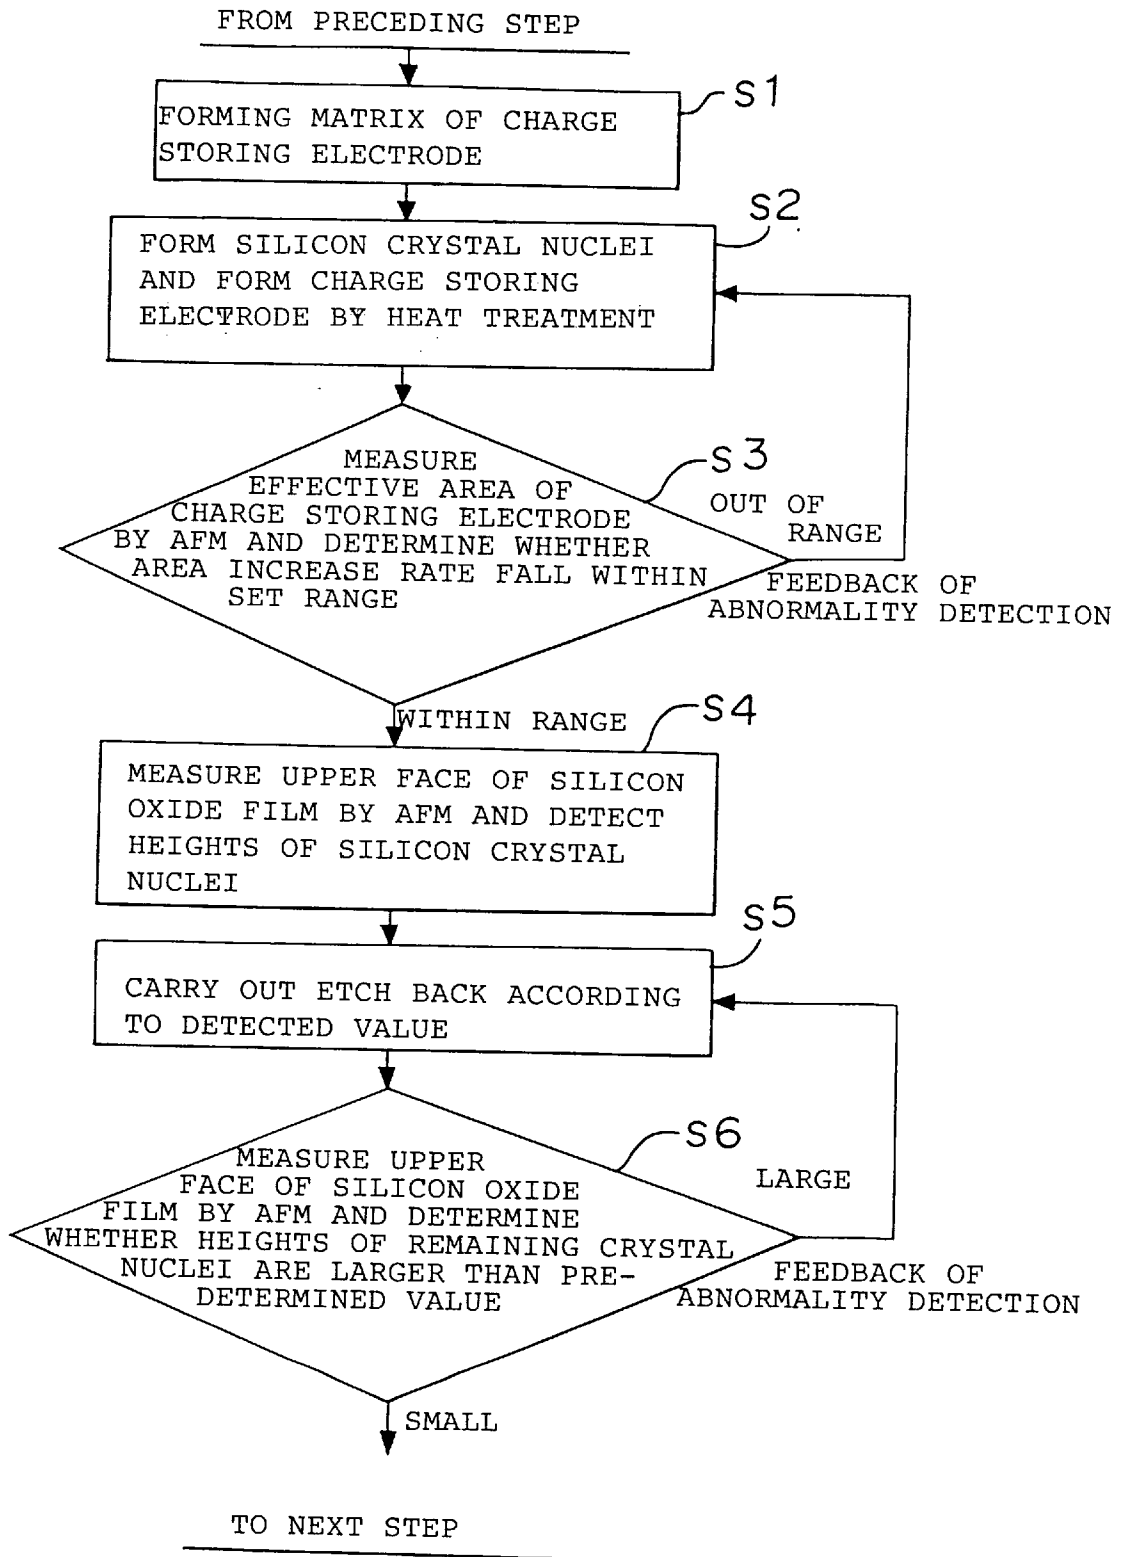 FROM PRECEDING STEP
S1
FORMING MATRIX OF CHARGE
STORING ELECTRODE
S2
FORM SILICON CRYSTAL NUCLEI
AND FORM CHARGE STORING
ELECTRODE BY HEAT TREATMENT
S3
MEASURE
EFFECTIVE AREA OF
CHARGE STORING ELECTRODE
BY AFM AND DETERMINE WHETHER
AREA INCREASE RATE FALL WITHIN
SET RANGE
OUT OF
RANGE
FEEDBACK OF
ABNORMALITY DETECTION
WITHIN RANGE
S4
MEASURE UPPER FACE OF SILICON
OXIDE FILM BY AFM AND DETECT
HEIGHTS OF SILICON CRYSTAL
NUCLEI
S5
CARRY OUT ETCH BACK ACCORDING
TO DETECTED VALUE
S6
MEASURE UPPER
FACE OF SILICON OXIDE
FILM BY AFM AND DETERMINE
WHETHER HEIGHTS OF REMAINING CRYSTAL
NUCLEI ARE LARGER THAN PRE-
DETERMINED VALUE
LARGE
FEEDBACK OF
ABNORMALITY DETECTION
SMALL
TO NEXT STEP